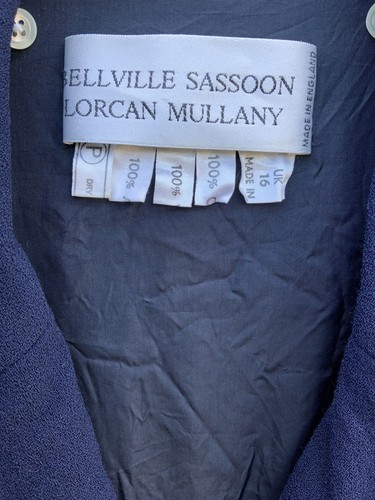 BELLVILLE SASSOON
LORCAN MULLANY
MADE IN ENGLAND
P
DRY
100%
100%
100%
UK
16
MADE IN